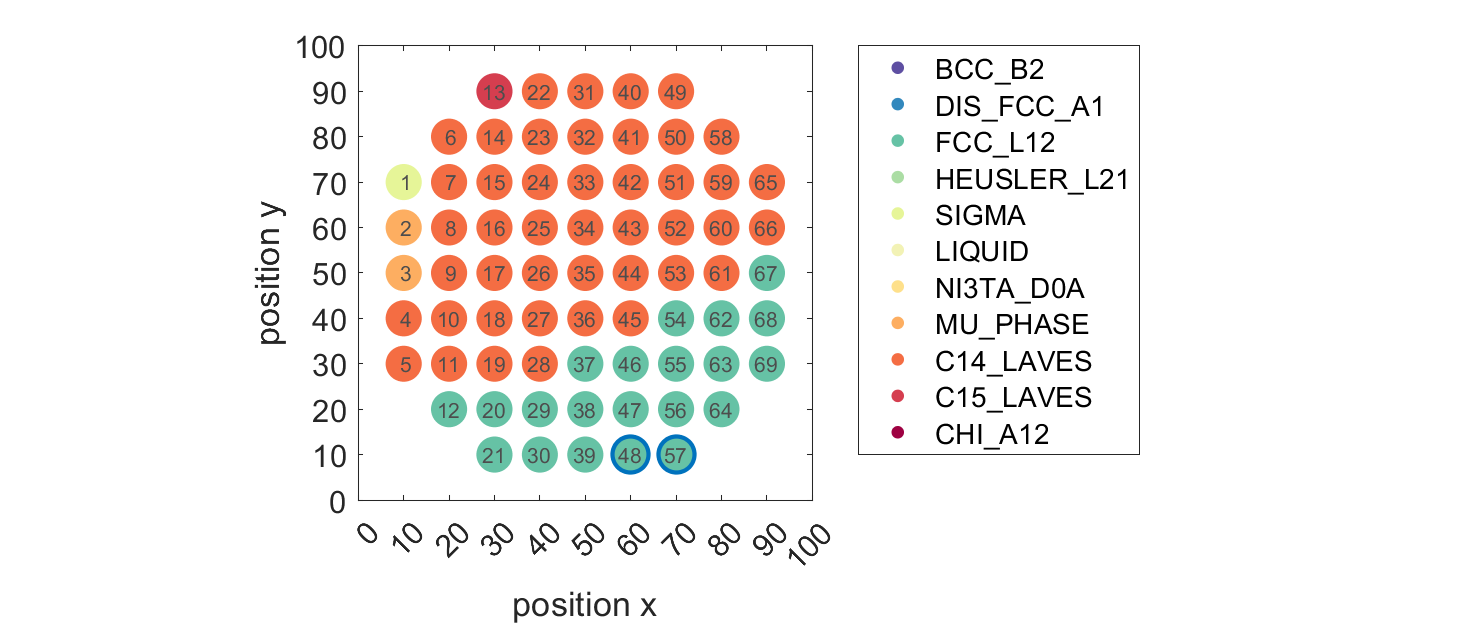 100
90
80
70
60
50
40
30
20
10
0
position y
13 22 31 40 49
6 14 23 32 41 50 58
1 7 15 24 33 42 51 59 65
2 8 16 25 34 43 52 60 66
3 9 17 26 35 44 53 61 67
4 10 18 27 36 45 54 62 68
5 11 19 28 37 46 55 63 69
12 20 29 38 47 56 64
21 30 39 48 57
0 10 20 30 40 50 60 70 80 90 100
position x
BCC_B2
DIS_FCC_A1
FCC_L12
HEUSLER_L21
SIGMA
LIQUID
NI3TA_D0A
MU_PHASE
C14_LAVES
C15_LAVES
CHI_A12